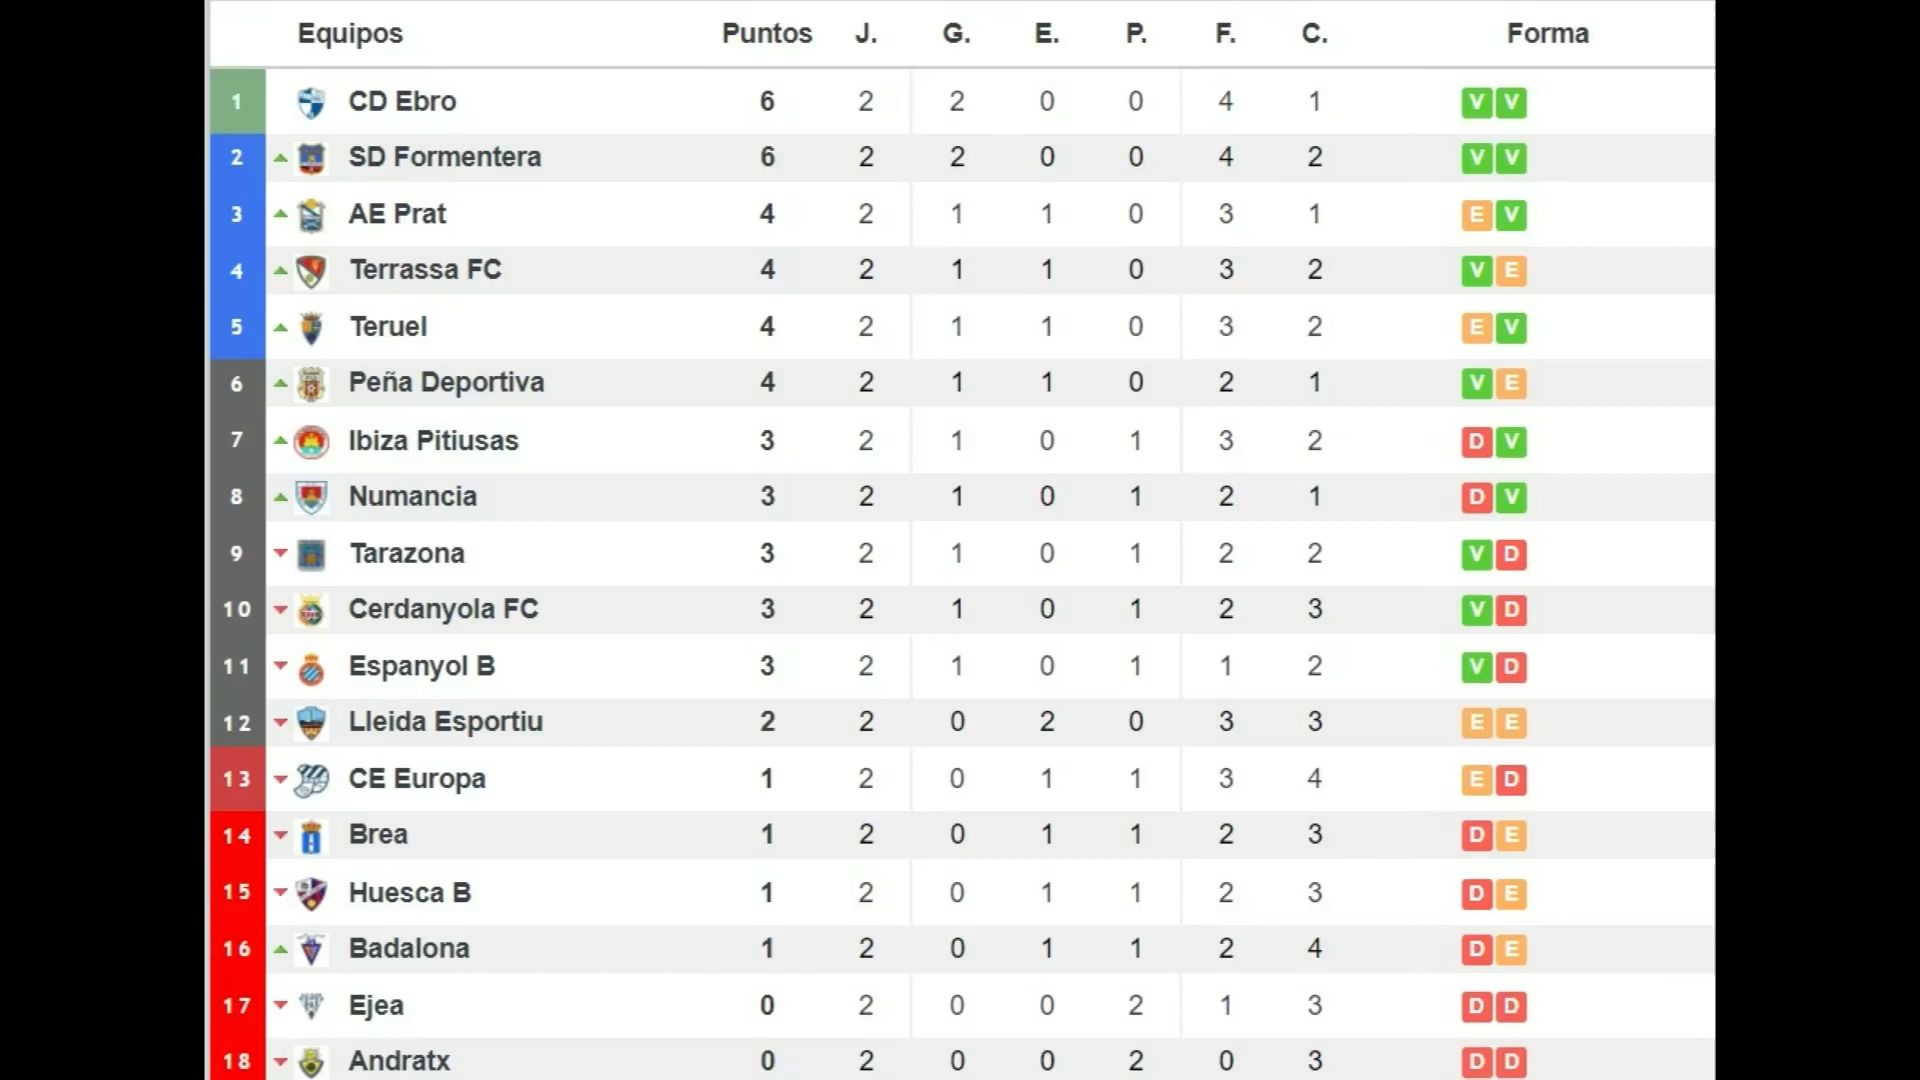 Equipos Puntos J. G. E. P. F. C. Forma
1 CD Ebro 6 2 2 0 0 4 1 V V
2 SD Formentera 6 2 2 0 0 4 2 V V
3 AE Prat 4 2 1 1 0 3 1 E V
4 Terrassa FC 4 2 1 1 0 3 2 V E
5 Teruel 4 2 1 1 0 3 2 E V
6 Peña Deportiva 4 2 1 1 0 2 1 V E
7 Ibiza Pitiusas 3 2 1 0 1 3 2 D V
8 Numancia 3 2 1 0 1 2 1 D V
9 Tarazona 3 2 1 0 1 2 2 V D
10 Cerdanyola FC 3 2 1 0 1 2 3 V D
11 Espanyol B 3 2 1 0 1 1 2 V D
12 Lleida Esportiu 2 2 0 2 0 3 3 E E
13 CE Europa 1 2 0 1 1 3 4 E D
14 Brea 1 2 0 1 1 2 3 D E
15 Huesca B 1 2 0 1 1 2 3 D E
16 Badalona 1 2 0 1 1 2 4 D E
17 Ejea 0 2 0 0 2 1 3 D D
18 Andratx 0 2 0 0 2 0 3 D D